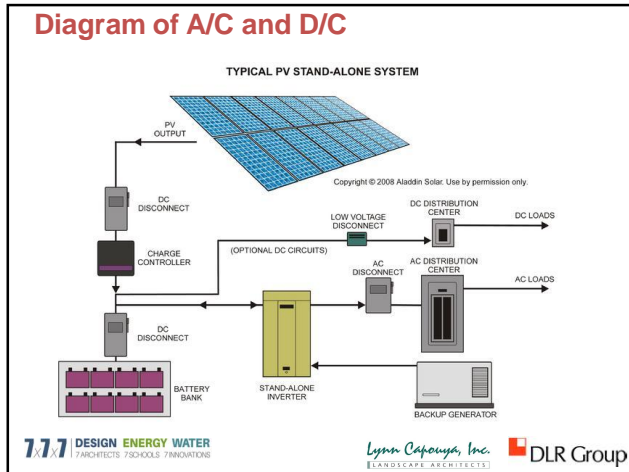 Diagram of A/C and D/C
TYPICAL PV STAND-ALONE SYSTEM
PV
OUTPUT
Copyright © 2008 Aladdin Solar. Use by permission only.
DC
DISCONNECT
LOW VOLTAGE
DISCONNECT
DC DISTRIBUTION
CENTER
DC LOADS
CHARGE
CONTROLLER
(OPTIONAL DC CIRCUITS)
AC
DISCONNECT
AC DISTRIBUTION
CENTER
AC LOADS
DC
DISCONNECT
BATTERY
BANK
STAND-ALONE
INVERTER
BACKUP GENERATOR
7x7x7 DESIGN ENERGY WATER
7 ARCHITECTS 7 SCHOOLS 7 INNOVATIONS
Lynn Capouya, Inc.
LANDSCAPE ARCHITECTS
DLR Group